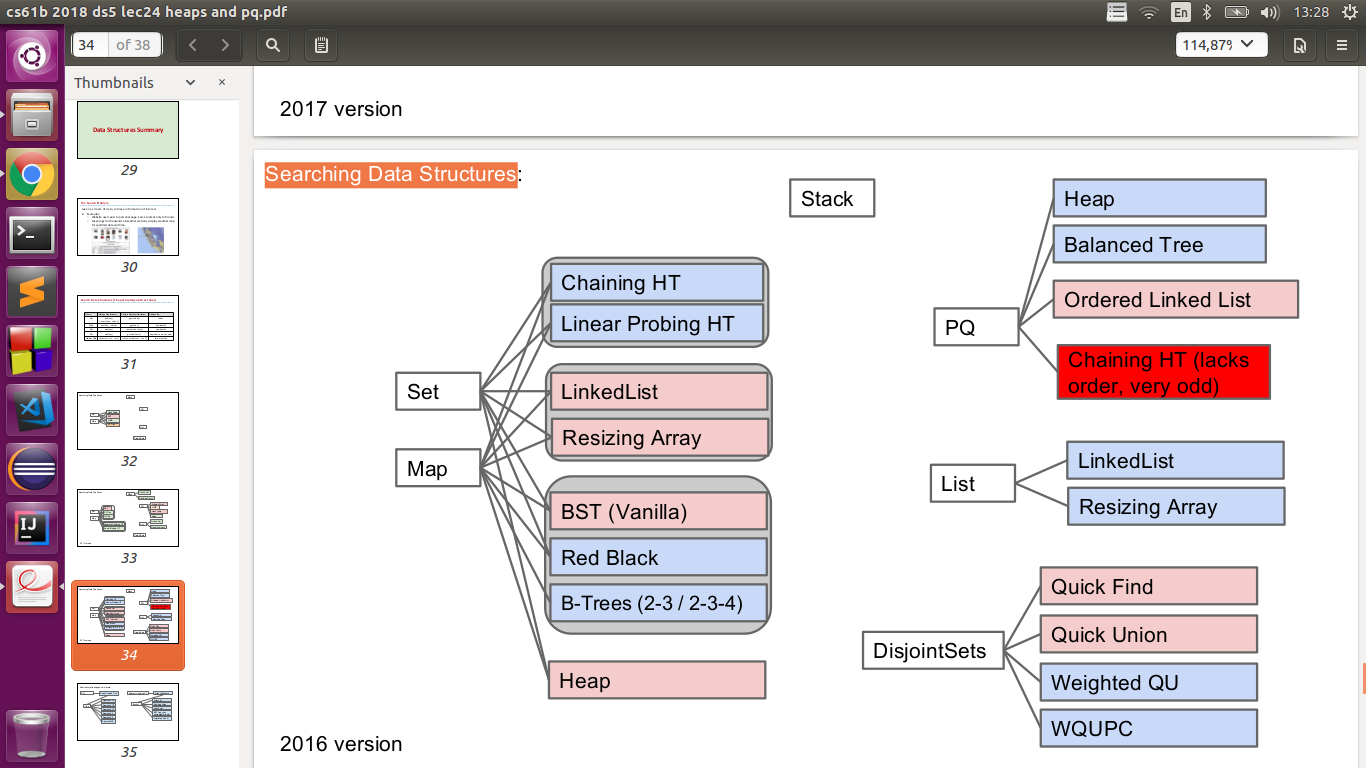 cs61b 2018 ds5 lec24 heaps and pq.pdf
En
13:28
34
of 38
114,87%
Thumbnails
Data Structures Summary
29
30
31
32
33
34
35
2017 version
Searching Data Structures:
Stack
Set
Map
Chaining HT
Linear Probing HT
LinkedList
Resizing Array
BST (Vanilla)
Red Black
B-Trees (2-3 / 2-3-4)
Heap
PQ
Heap
Balanced Tree
Ordered Linked List
Chaining HT (lacks
order, very odd)
List
LinkedList
Resizing Array
DisjointSets
Quick Find
Quick Union
Weighted QU
WQUPC
2016 version